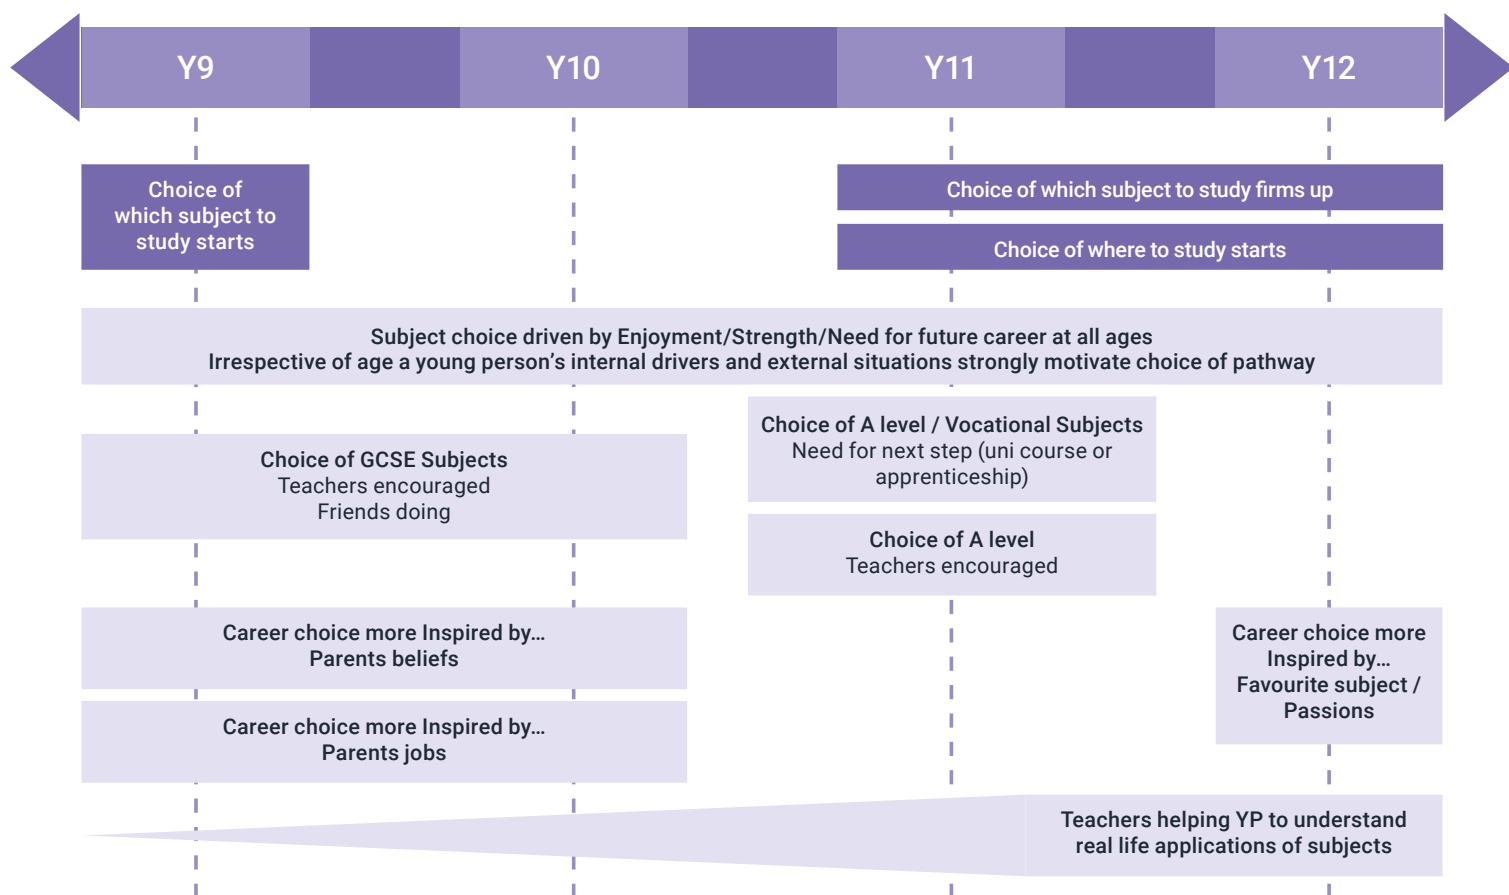 Y9
Y10
Y11
Y12
Choice of
which subject to
study starts
Choice of which subject to study firms up
Choice of where to study starts
Subject choice driven by Enjoyment/Strength/Need for future career at all ages
Irrespective of age a young person's internal drivers and external situations strongly motivate choice of pathway
Choice of GCSE Subjects
Teachers encouraged
Friends doing
Choice of A level / Vocational Subjects
Need for next step (uni course or
apprenticeship)
Choice of A level
Teachers encouraged
Career choice more Inspired by…
Parents beliefs
Career choice more Inspired by…
Parents jobs
Career choice more
Inspired by…
Favourite subject /
Passions
Teachers helping YP to understand
real life applications of subjects